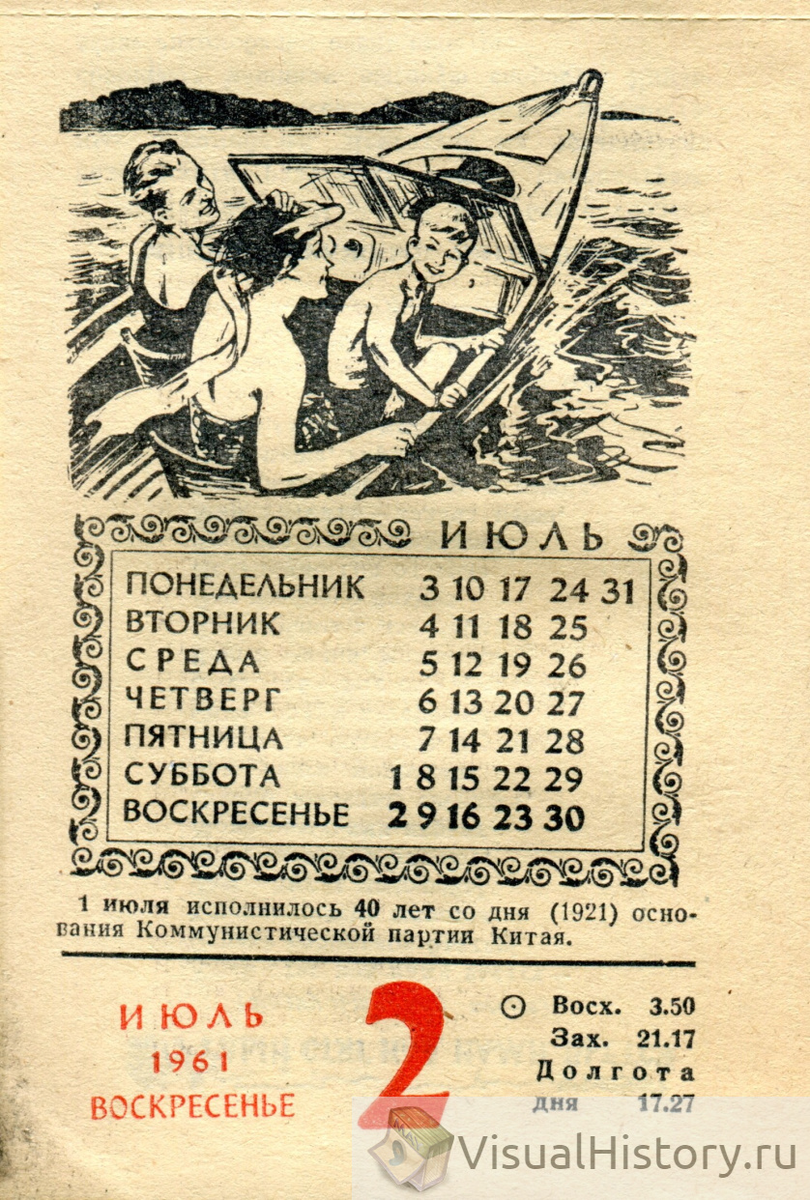 ИЮЛЬ
ПОНЕДЕЛЬНИК 3 10 17 24 31
ВТОРНИК 4 11 18 25
СРЕДА 5 12 19 26
ЧЕТВЕРГ 6 13 20 27
ПЯТНИЦА 7 14 21 28
СУББОТА 1 8 15 22 29
ВОСКРЕСЕНЬЕ 2 9 16 23 30
1 июля исполнилось 40 лет со дня (1921) осно-
вания Коммунистической партии Китая.
ИЮЛЬ
1961
ВОСКРЕСЕНЬЕ
2
Восх. 3.50
Зах. 21.17
Долгота
дня 17.27
VisualHistory.ru